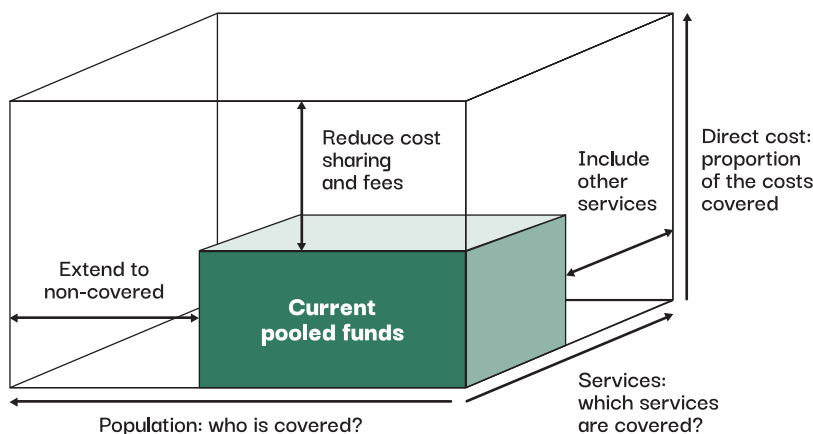 Reduce cost
sharing
and fees
Include
other
services
Direct cost:
proportion
of the costs
covered
Extend to
non-covered
Current
pooled funds
Services:
which services
are covered?
Population: who is covered?